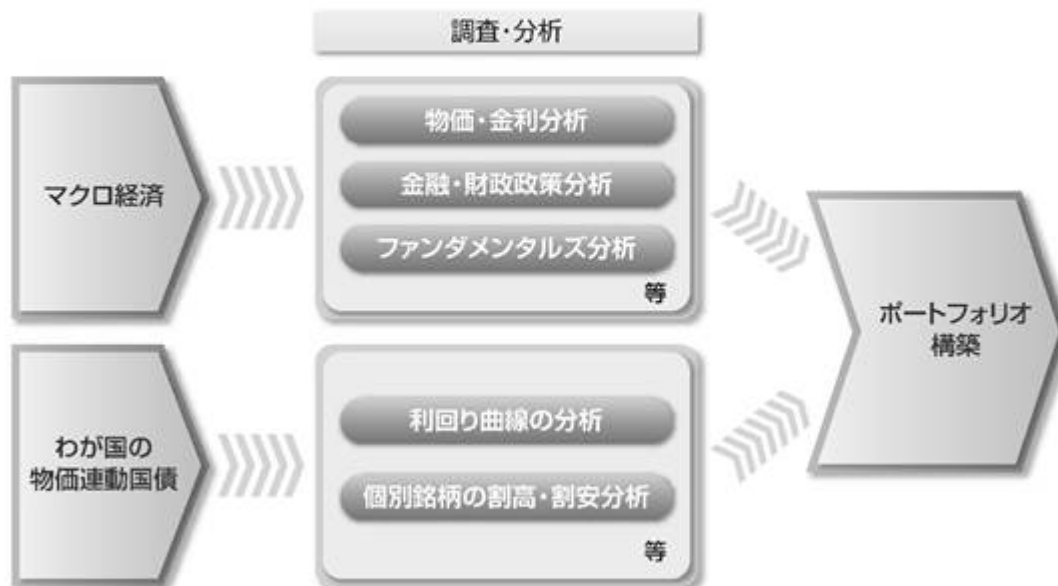 調査・分析
マクロ経済
物価・金利分析
金融・財政政策分析
ファンダメンタルズ分析
等
わが国の
物価連動国債
利回り曲線の分析
個別銘柄の割高・割安分析
等
ポートフォリオ
構築